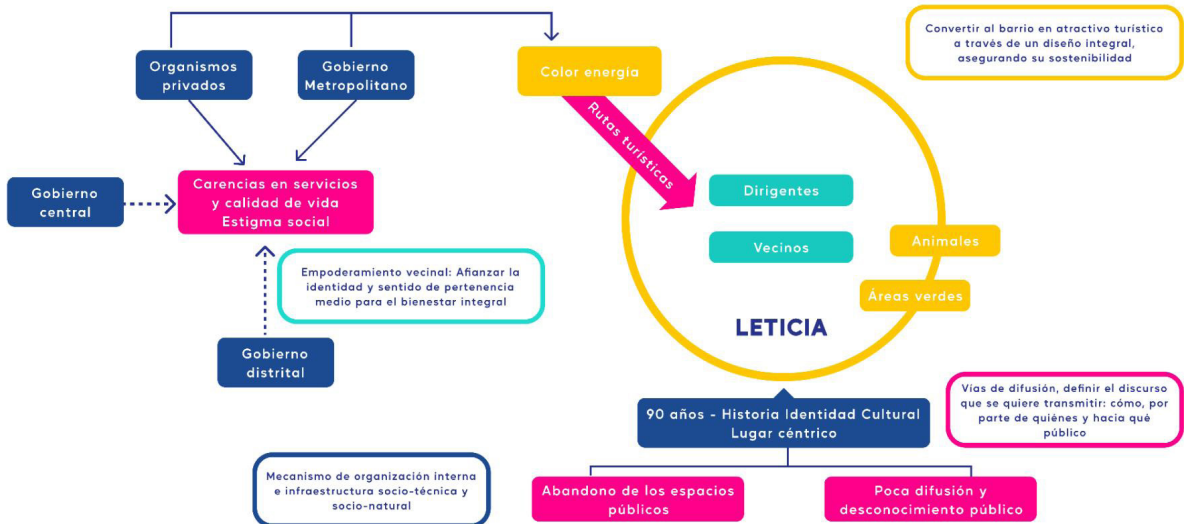 Convertir al barrio en atractivo turístico
a través de un diseño integral,
asegurando su sostenibilidad
Organismos
privados
Gobierno
Metropolitano
Color energía
Rutas turísticas
Gobierno
central
Carencias en servicios
y calidad de vida
Estigma social
Dirigentes
Vecinos
Animales
Áreas verdes
Empoderamiento vecinal: Afianzar la
identidad y sentido de pertenencia
medio para el bienestar integral
LETICIA
Gobierno
distrital
90 años - Historia Identidad Cultural
Lugar céntrico
Vías de difusión, definir el discurso
que se quiere transmitir: cómo, por
parte de quiénes y hacia qué
público
Mecanismo de organización interna
e infraestructura socio-técnica y
socio-natural
Abandono de los espacios
públicos
Poca difusión y
desconocimiento público